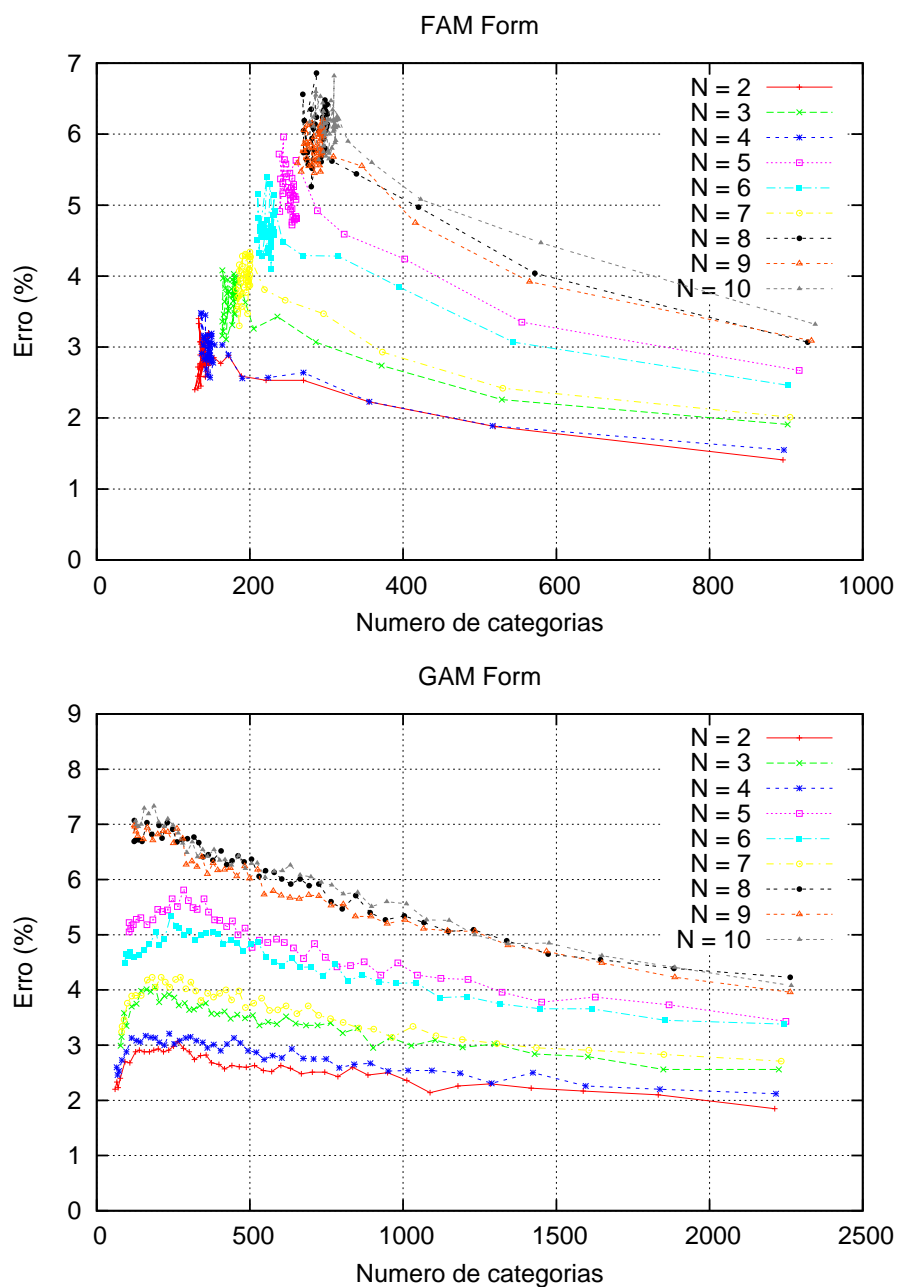 FAM Form
7
6
5
4
3
2
1
0
Erro (%)
N = 2
N = 3
N = 4
N = 5
N = 6
N = 7
N = 8
N = 9
N = 10
0 200 400 600 800 1000
Numero de categorias
GAM Form
9
8
7
6
5
4
3
2
1
0
Erro (%)
N = 2
N = 3
N = 4
N = 5
N = 6
N = 7
N = 8
N = 9
N = 10
0 500 1000 1500 2000 2500
Numero de categorias